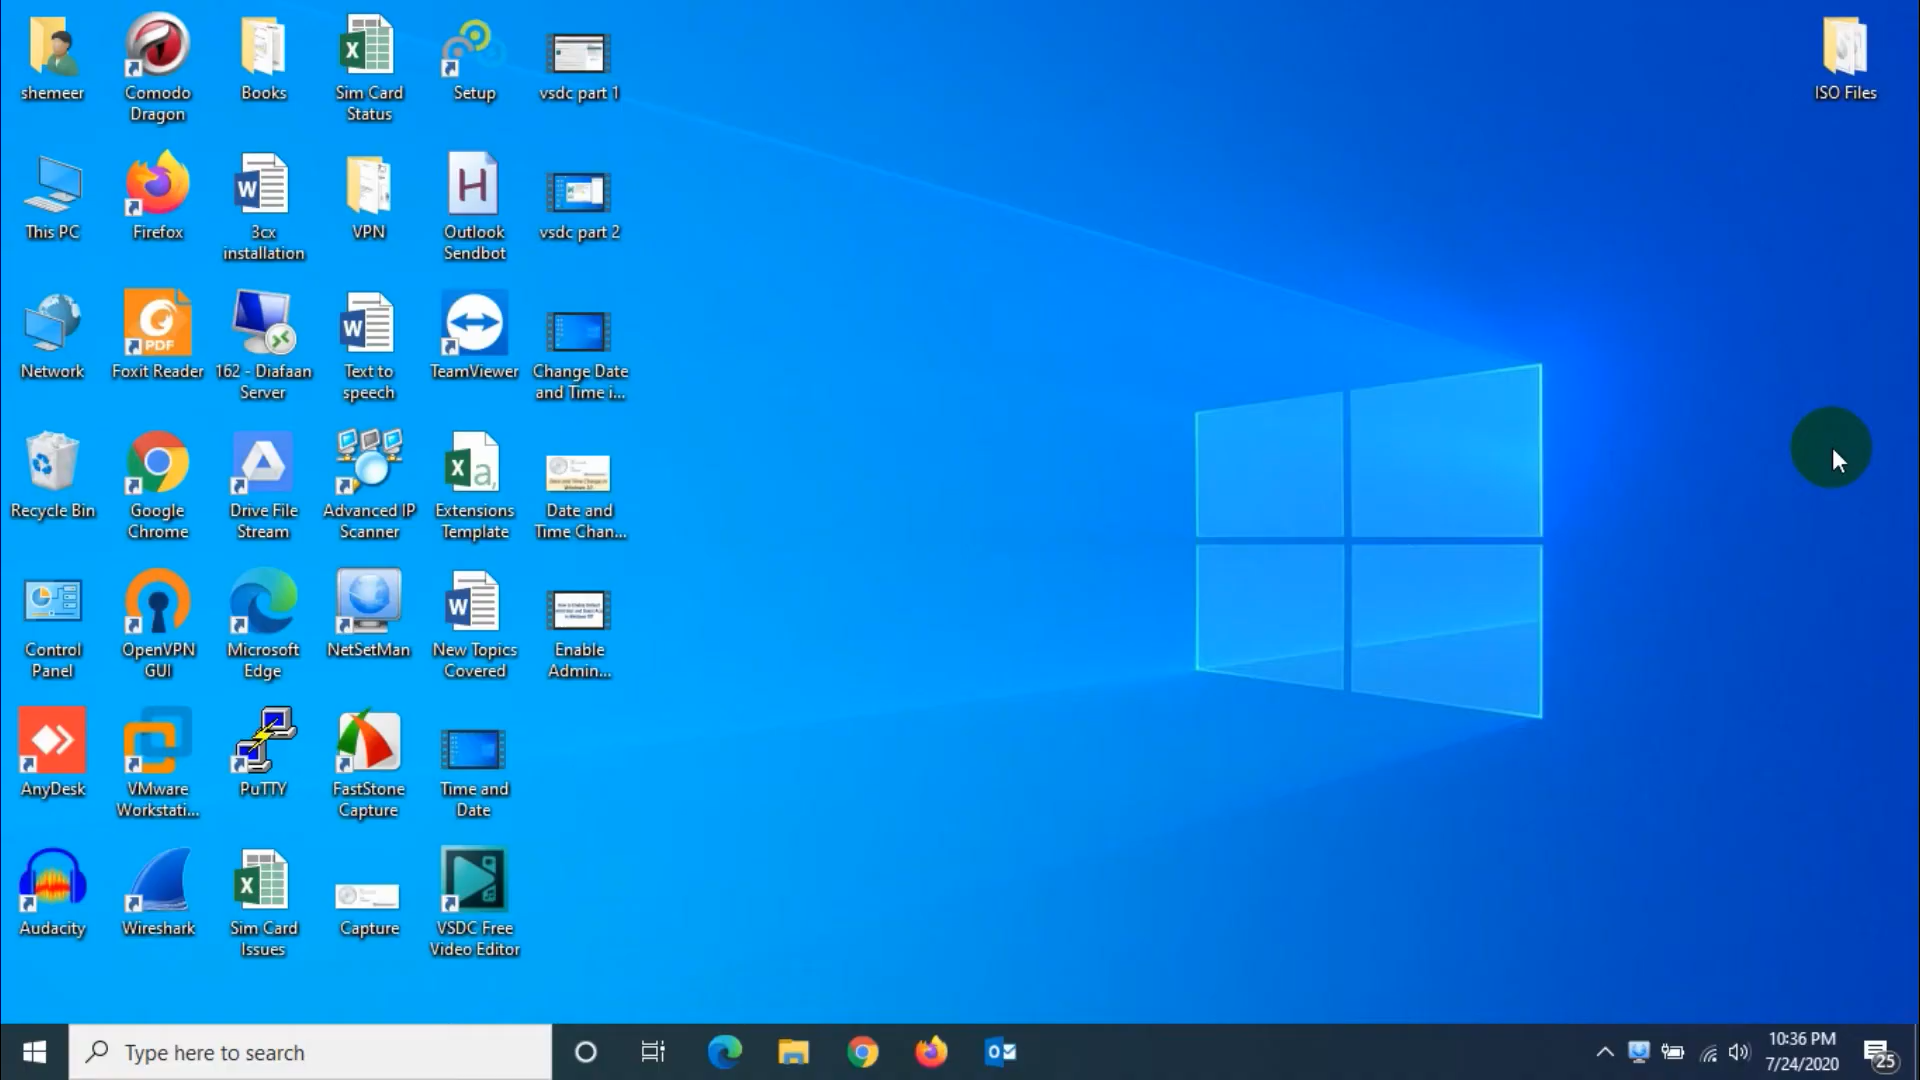 shemeer
Comodo
Dragon
Books
Sim Card
Status
Setup
vsdc part 1
ISO Files
This PC
Firefox
3cx
installation
VPN
Outlook
Sendbot
vsdc part 2
Network
PDF
Foxit Reader
162 - Diafaan
Server
Text to
speech
TeamViewer
Change Date
and Time i...
Recycle Bin
Google
Chrome
Drive File
Stream
Advanced IP
Scanner
Extensions
Template
Date and
Time Chan...
Control
Panel
OpenVPN
GUI
Microsoft
Edge
NetSetMan
New Topics
Covered
Enable
Admin...
AnyDesk
VMware
Workstati...
PuTTY
FastStone
Capture
Time and
Date
Audacity
Wireshark
Sim Card
Issues
Capture
VSDC Free
Video Editor
Type here to search
10:36 PM
7/24/2020
25